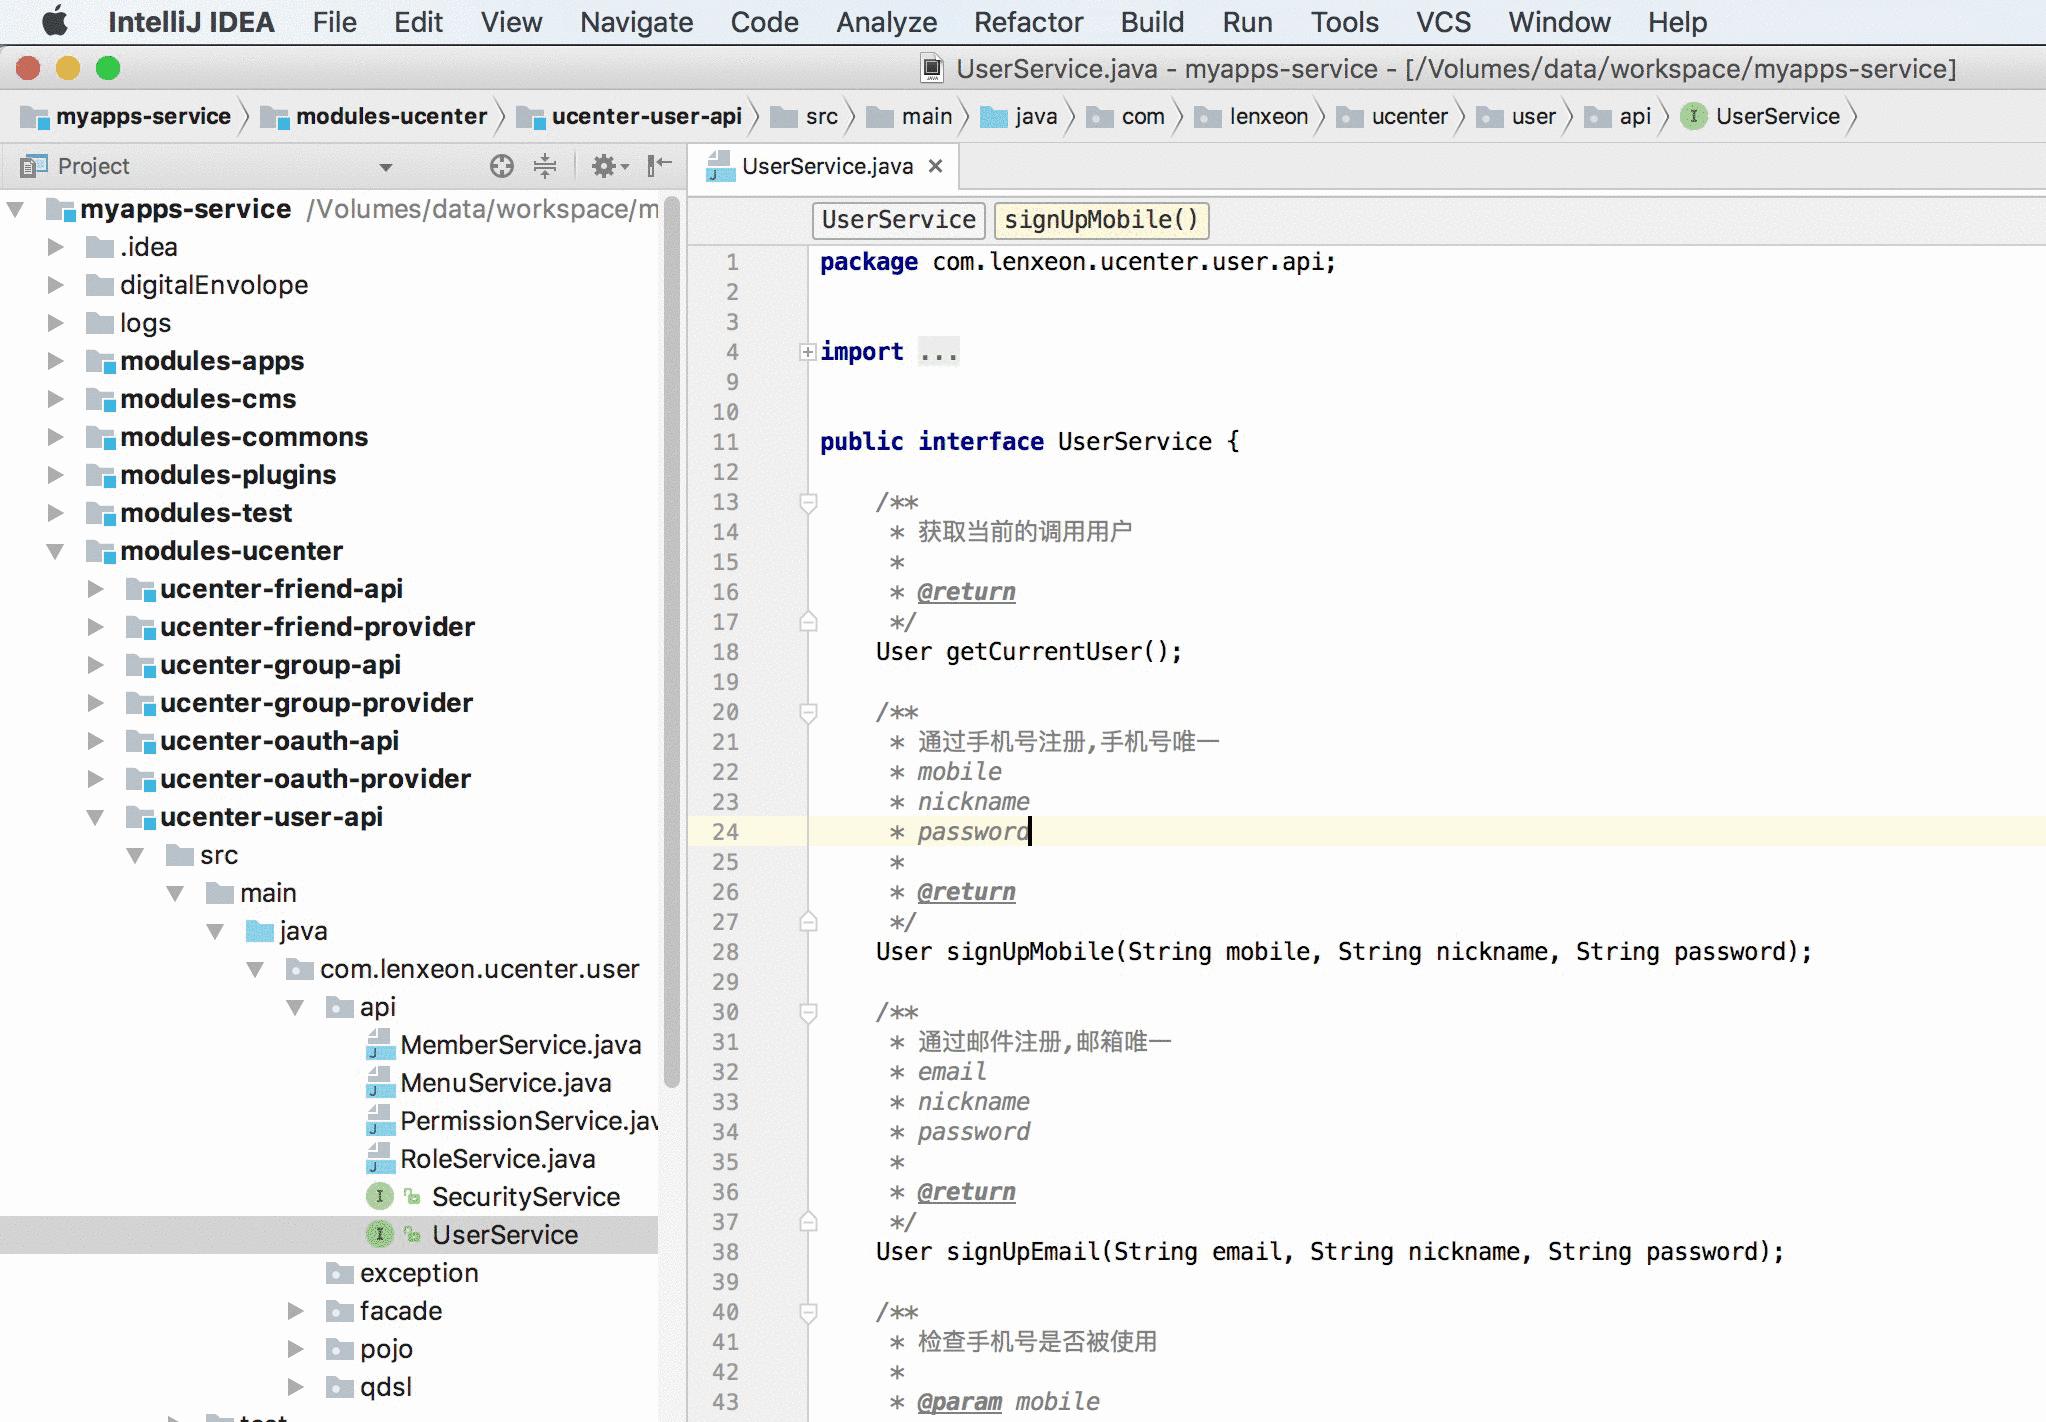 IntelliJ IDEA File Edit View Navigate Code Analyze Refactor Build Run Tools VCS Window Help
UserService.java - myapps-service - [/Volumes/data/workspace/myapps-service]
myapps-service modules-ucenter ucenter-user-api src main java com lenxeon ucenter user api UserService
Project
myapps-service /Volumes/data/workspace/m
.idea
digitalEnvolope
logs
modules-apps
modules-cms
modules-commons
modules-plugins
modules-test
modules-ucenter
ucenter-friend-api
ucenter-friend-provider
ucenter-group-api
ucenter-group-provider
ucenter-oauth-api
ucenter-oauth-provider
ucenter-user-api
src
main
java
com.lenxeon.ucenter.user
api
MemberService.java
MenuService.java
PermissionService.jav
RoleService.java
SecurityService
UserService
exception
facade
pojo
qdsl
UserService.java
UserService signUpMobile()
1 package com.lenxeon.ucenter.user.api;
2
3
4 import ...
9
10
11 public interface UserService {
12
13 /**
14 * 获取当前的调用用户
15 *
16 * @return
17 */
18 User getCurrentUser();
19
20 /**
21 * 通过手机号注册,手机号唯一
22 * mobile
23 * nickname
24 * password
25 *
26 * @return
27 */
28 User signUpMobile(String mobile, String nickname, String password);
29
30 /**
31 * 通过邮件注册,邮箱唯一
32 * email
33 * nickname
34 * password
35 *
36 * @return
37 */
38 User signUpEmail(String email, String nickname, String password);
39
40 /**
41 * 检查手机号是否被使用
42 *
43 * @param mobile